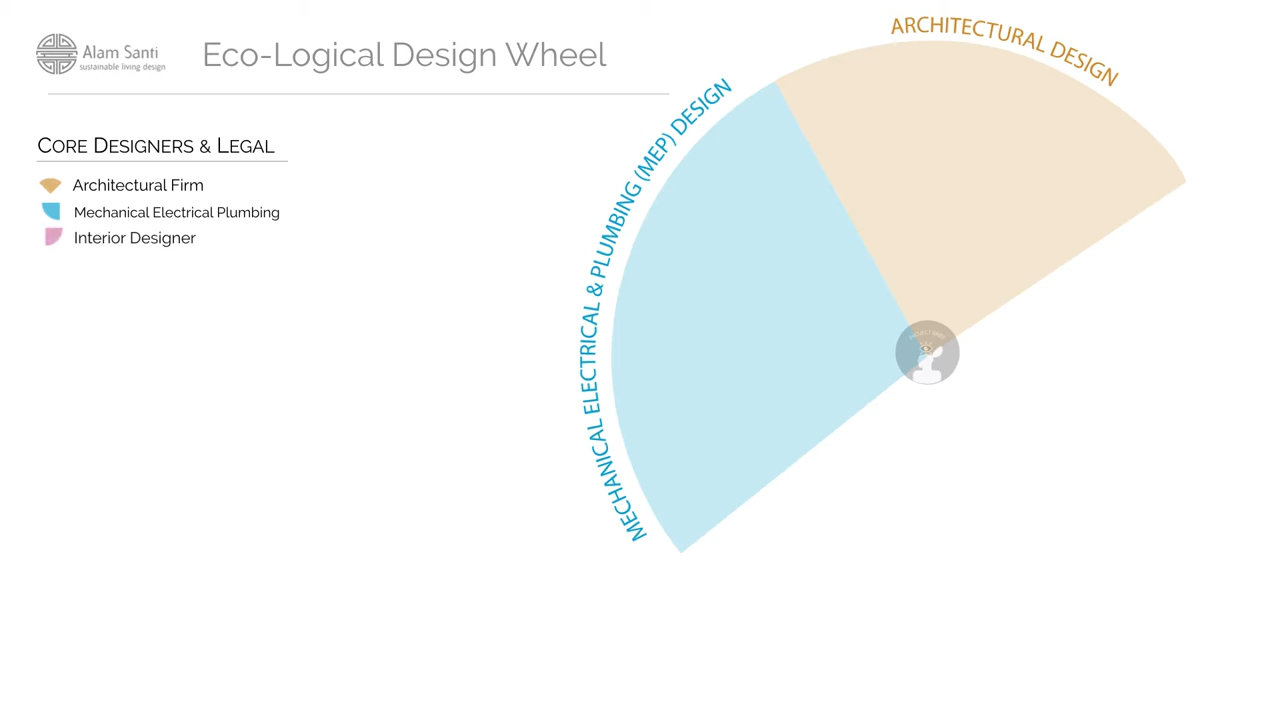 Alam Santi
sustainable living design
Eco-Logical Design Wheel
CORE DESIGNERS & LEGAL
Architectural Firm
Mechanical Electrical Plumbing
Interior Designer
MECHANICAL ELECTRICAL & PLUMBING (MEP) DESIGN
ARCHITECTURAL DESIGN